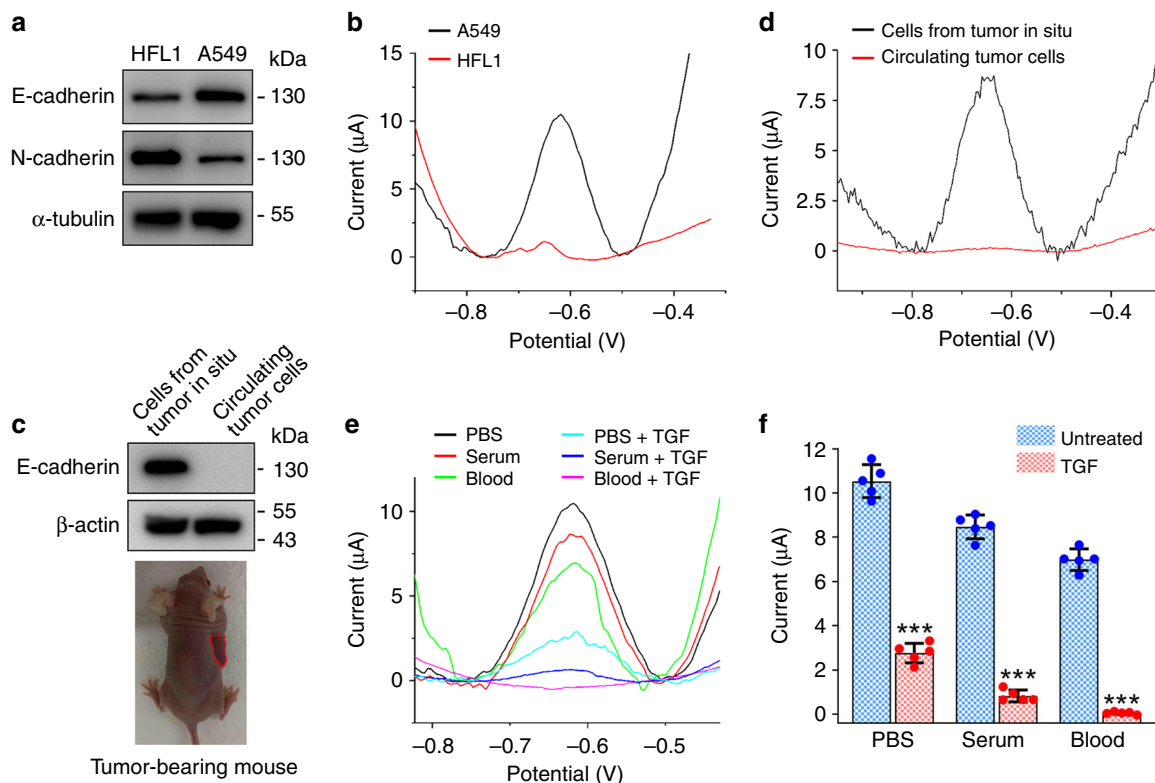 a
HFL1 A549 kDa
E-cadherin - 130
N-cadherin - 130
α-tubulin - 55
b
A549
HFL1
15
10
5
0
Current (μA)
–0.8 –0.6 –0.4
Potential (V)
d
Cells from tumor in situ
Circulating tumor cells
10
7.5
5
2.5
0
Current (μA)
–0.8 –0.6 –0.4
Potential (V)
c
Cells from
tumor in situ
Circulating
tumor cells
kDa
E-cadherin - 130
β-actin - 55
- 43
Tumor-bearing mouse
e
PBS PBS + TGF
Serum Serum + TGF
Blood Blood + TGF
10
5
0
Current (μA)
–0.8 –0.7 –0.6 –0.5
Potential (V)
f
Untreated
TGF
12
10
8
6
4
2
0
Current (μA)
***
***
***
PBS Serum Blood